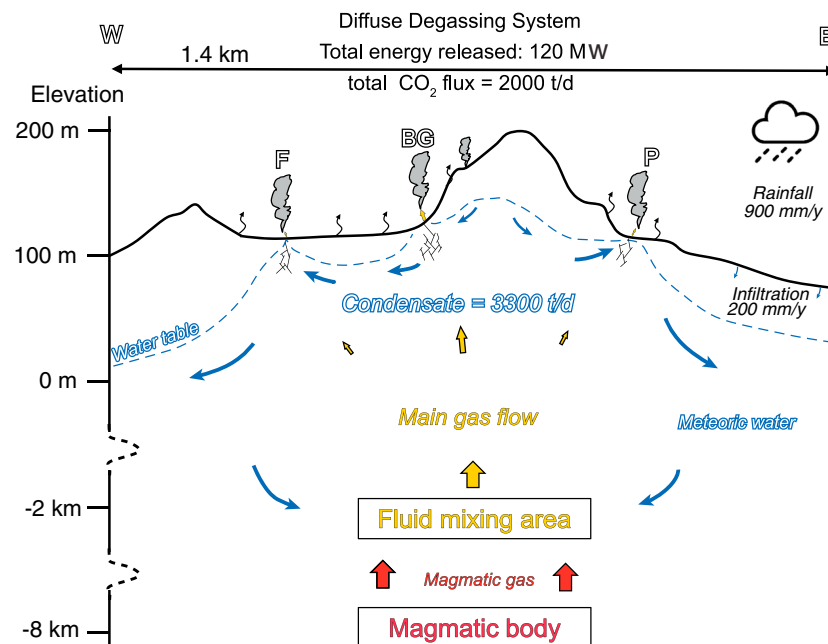 Diffuse Degassing System
W
E
1.4 km
Total energy released: 120 MW
total CO₂ flux = 2000 t/d
Elevation
200 m
F
BG
P
Rainfall
900 mm/y
100 m
Condensate = 3300 t/d
Infiltration
200 mm/y
Water table
0 m
Main gas flow
Meteoric water
-2 km
Fluid mixing area
Magmatic gas
-8 km
Magmatic body